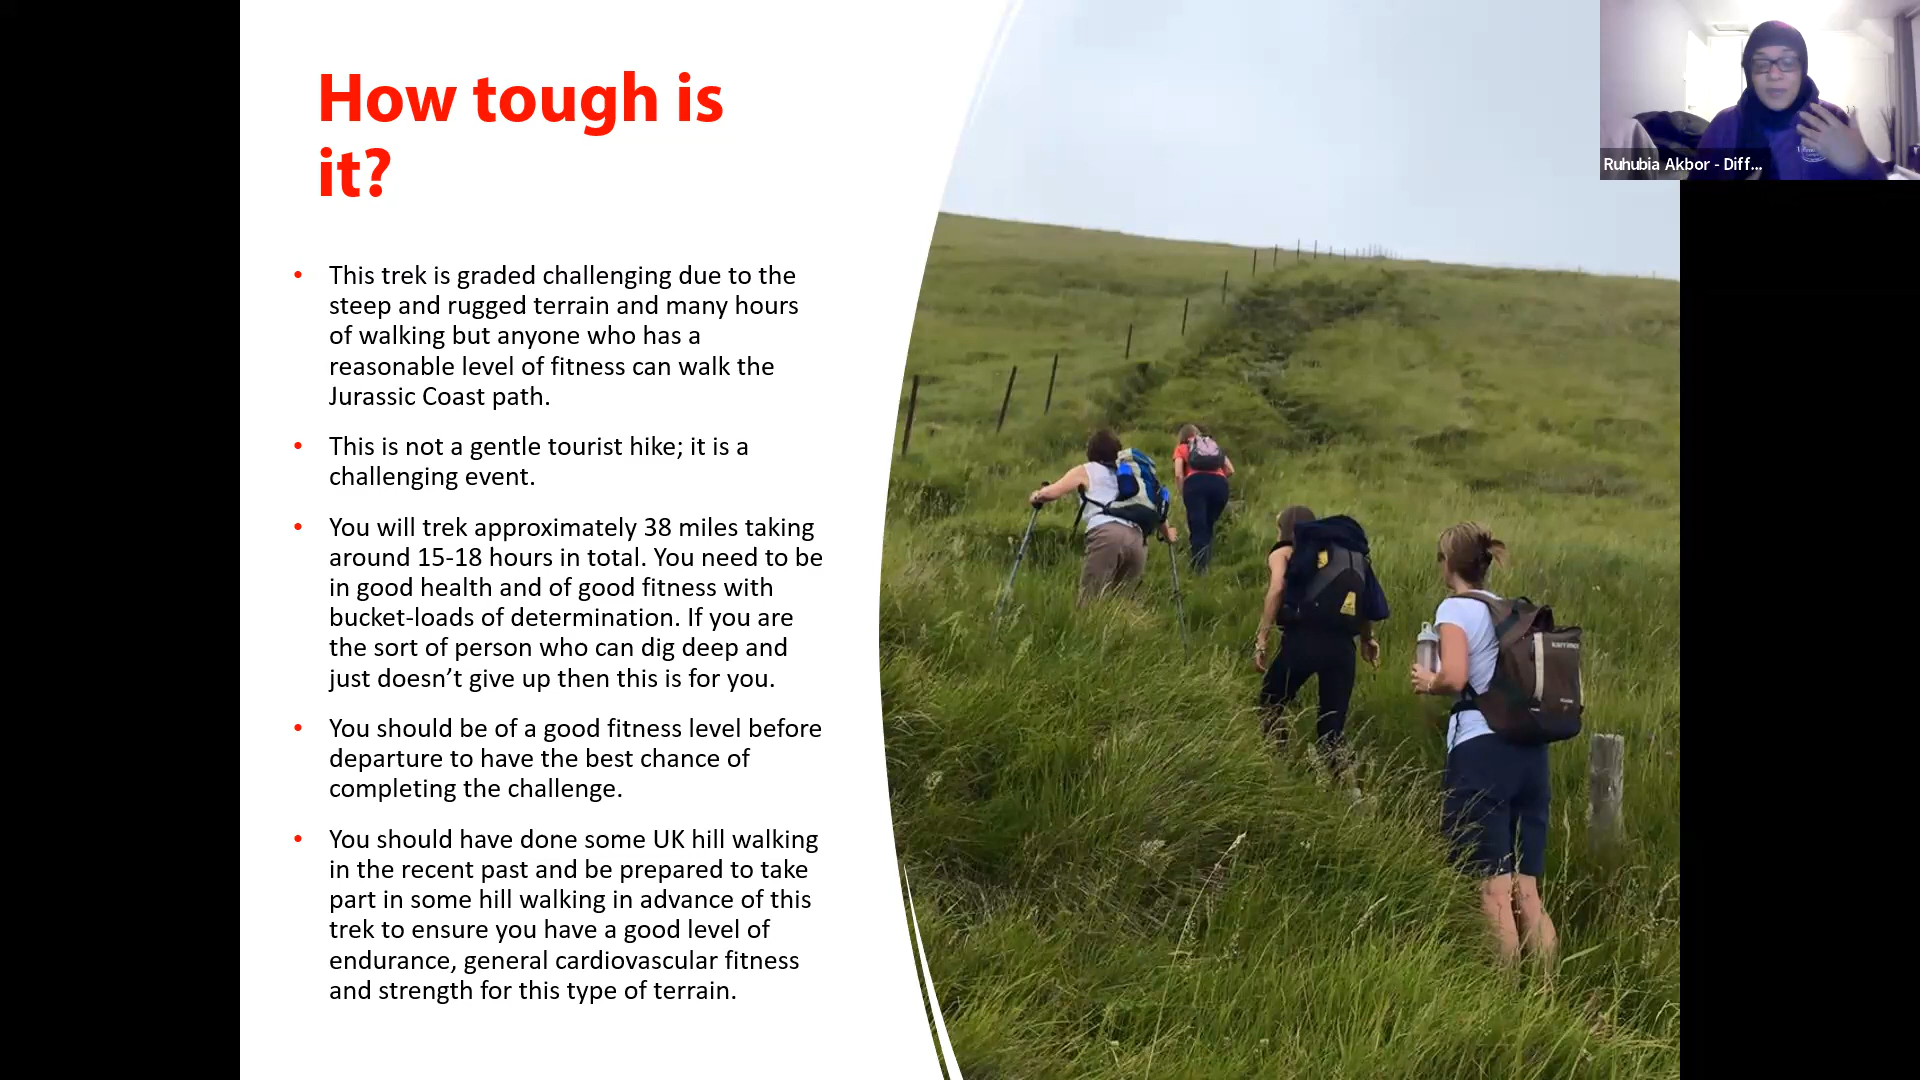 How tough is
it?
• This trek is graded challenging due to the
steep and rugged terrain and many hours
of walking but anyone who has a
reasonable level of fitness can walk the
Jurassic Coast path.
• This is not a gentle tourist hike; it is a
challenging event.
• You will trek approximately 38 miles taking
around 15-18 hours in total. You need to be
in good health and of good fitness with
bucket-loads of determination. If you are
the sort of person who can dig deep and
just doesn’t give up then this is for you.
• You should be of a good fitness level before
departure to have the best chance of
completing the challenge.
• You should have done some UK hill walking
in the recent past and be prepared to take
part in some hill walking in advance of this
trek to ensure you have a good level of
endurance, general cardiovascular fitness
and strength for this type of terrain.
Ruhubia Akbor - Diff...